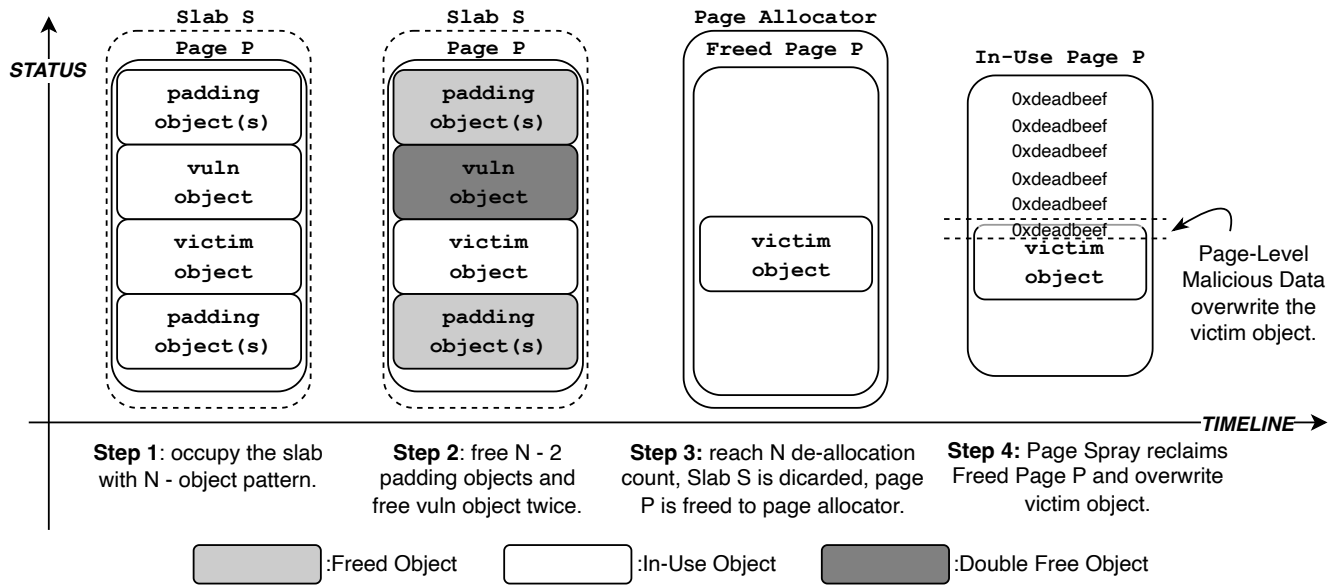 STATUS
Slab S
Page P
padding
object(s)
vuln
object
victim
object
padding
object(s)
Slab S
Page P
padding
object(s)
vuln
object
victim
object
padding
object(s)
Page Allocator
Freed Page P
victim
object
In-Use Page P
0xdeadbeef
0xdeadbeef
0xdeadbeef
0xdeadbeef
0xdeadbeef
0xdeadbeef
victim
object
Page-Level
Malicious Data
overwrite the
victim object.
TIMELINE
Step 1: occupy the slab
with N - object pattern.
Step 2: free N - 2
padding objects and
free vuln object twice.
Step 3: reach N de-allocation
count, Slab S is dicarded, page
P is freed to page allocator.
Step 4: Page Spray reclaims
Freed Page P and overwrite
victim object.
:Freed Object
:In-Use Object
:Double Free Object